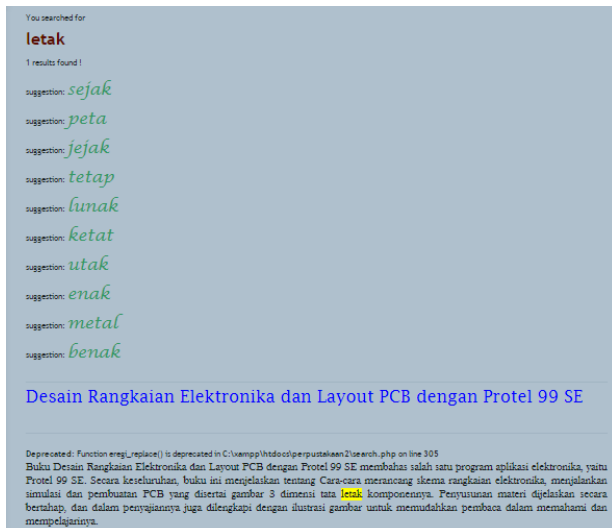 You searched for
letak
1 results found !
suggestion: sejak
suggestion: peta
suggestion: jejak
suggestion: tetap
suggestion: lunak
suggestion: ketat
suggestion: utak
suggestion: enak
suggestion: metal
suggestion: benak
Desain Rangkaian Elektronika dan Layout PCB dengan Protel 99 SE
Deprecated: Function eregi_replace() is deprecated in C:\xampp\htdocs\perpustakaan2\search.php on line 305
Buku Desain Rangkaian Elektronika dan Layout PCB dengan Protel 99 SE membahas salah satu program aplikasi elektronika, yaitu
Protel 99 SE. Secara keseluruhan, buku ini menjelaskan tentang Cara-cara merancang skema rangkaian elektronika, menjalankan
simulasi dan pembuatan PCB yang disertai gambar 3 dimensi tata letak komponennya. Penyusunan materi dijelaskan secara
bertahap, dan dalam penyajiannya juga dilengkapi dengan ilustrasi gambar untuk memudahkan pembaca dalam memahami dan
mempelajarinya.